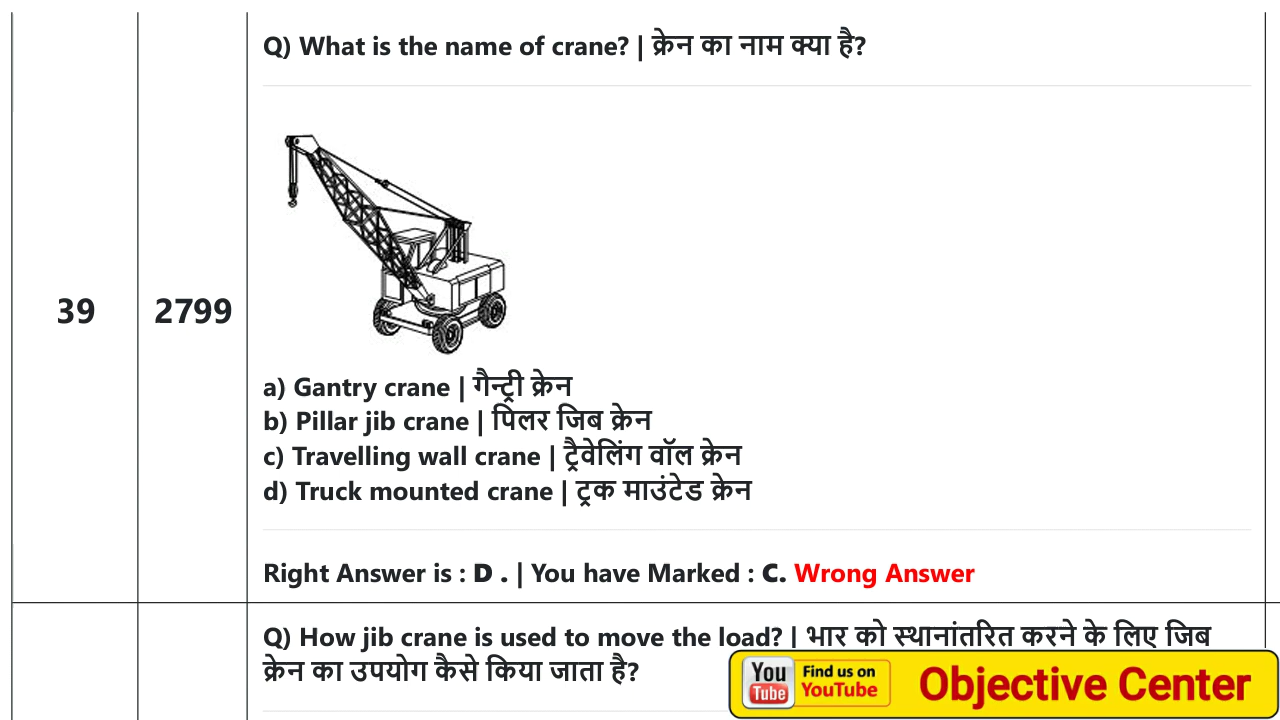 Q) What is the name of crane? | क्रेन का नाम क्या है?
39
2799
a) Gantry crane | गैन्ट्री क्रेन
b) Pillar jib crane | पिलर जिब क्रेन
c) Travelling wall crane | ट्रैवेलिंग वॉल क्रेन
d) Truck mounted crane | ट्रक माउंटेड क्रेन
Right Answer is : D . | You have Marked : C. Wrong Answer
Q) How jib crane is used to move the load? | भार को स्थानांतरित करने के लिए जिब
क्रेन का उपयोग कैसे किया जाता है?
You
Tube
Find us on
YouTube
Objective Center